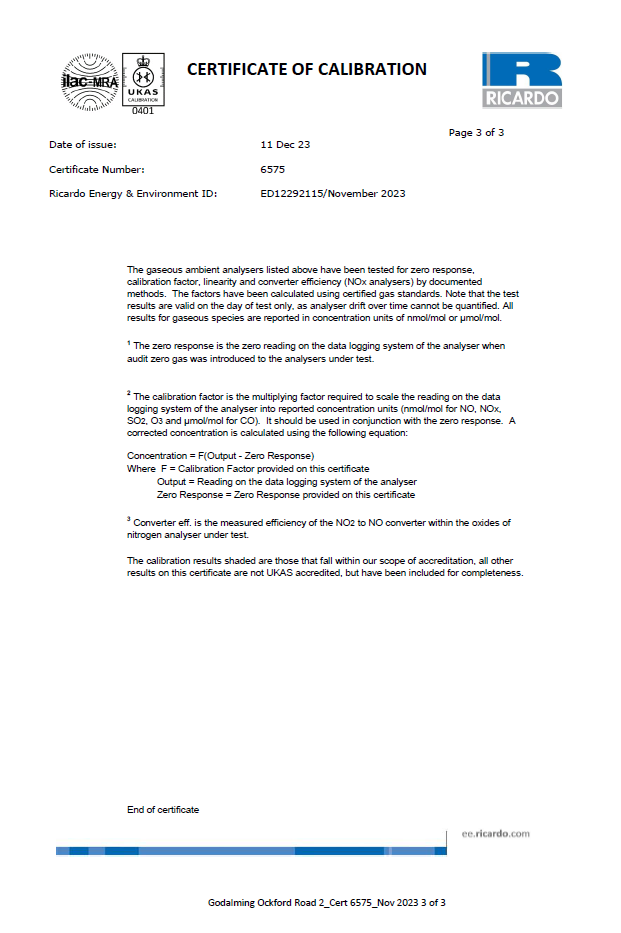 ilac-MRA
UKAS
CALIBRATION
0401
CERTIFICATE OF CALIBRATION
RICARDO
Page 3 of 3
Date of issue: 11 Dec 23
Certificate Number: 6575
Ricardo Energy & Environment ID: ED12292115/November 2023
The gaseous ambient analysers listed above have been tested for zero response,
calibration factor, linearity and converter efficiency (NOx analysers) by documented
methods. The factors have been calculated using certified gas standards. Note that the test
results are valid on the day of test only, as analyser drift over time cannot be quantified. All
results for gaseous species are reported in concentration units of nmol/mol or µmol/mol.
¹ The zero response is the zero reading on the data logging system of the analyser when
audit zero gas was introduced to the analysers under test.
² The calibration factor is the multiplying factor required to scale the reading on the data
logging system of the analyser into reported concentration units (nmol/mol for NO, NOx,
SO2, O3 and µmol/mol for CO). It should be used in conjunction with the zero response. A
corrected concentration is calculated using the following equation:
Concentration = F(Output - Zero Response)
Where F = Calibration Factor provided on this certificate
Output = Reading on the data logging system of the analyser
Zero Response = Zero Response provided on this certificate
³ Converter eff. is the measured efficiency of the NO2 to NO converter within the oxides of
nitrogen analyser under test.
The calibration results shaded are those that fall within our scope of accreditation, all other
results on this certificate are not UKAS accredited, but have been included for completeness.
End of certificate
ee.ricardo.com
Godalming Ockford Road 2_Cert 6575_Nov 2023 3 of 3